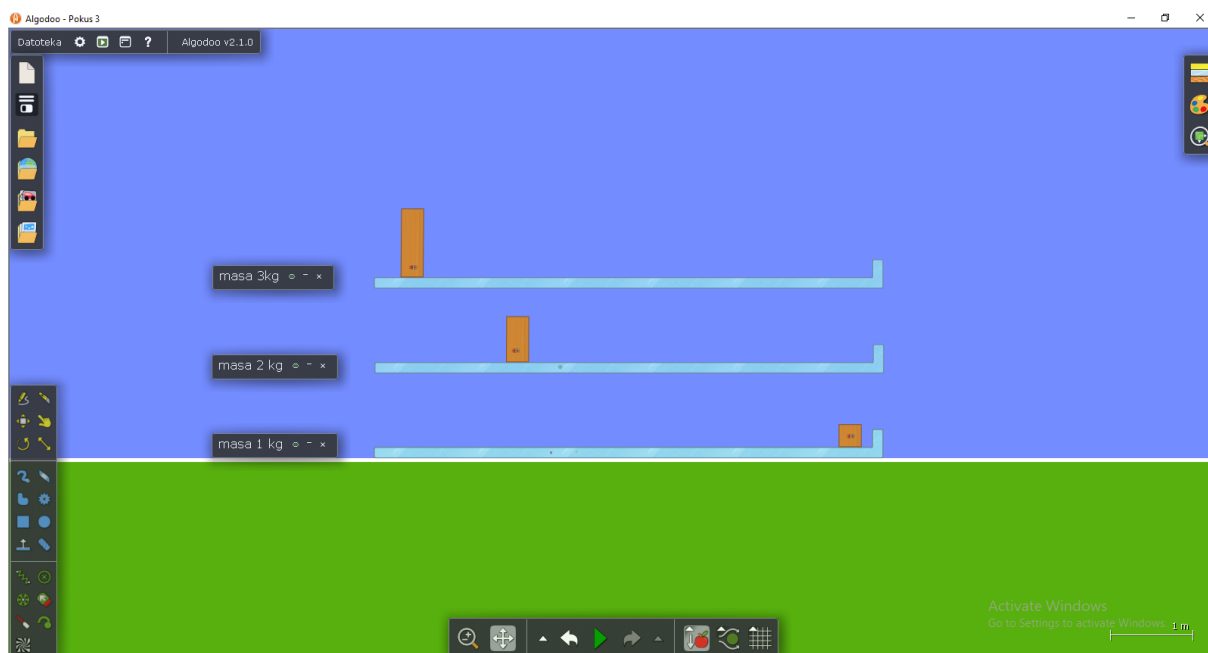 Algodoo - Pokus 3
Datoteka ? Algodoo v2.1.0
masa 3kg
masa 2 kg
masa 1 kg
Activate Windows
Go to Settings to activate Windows.
1 m